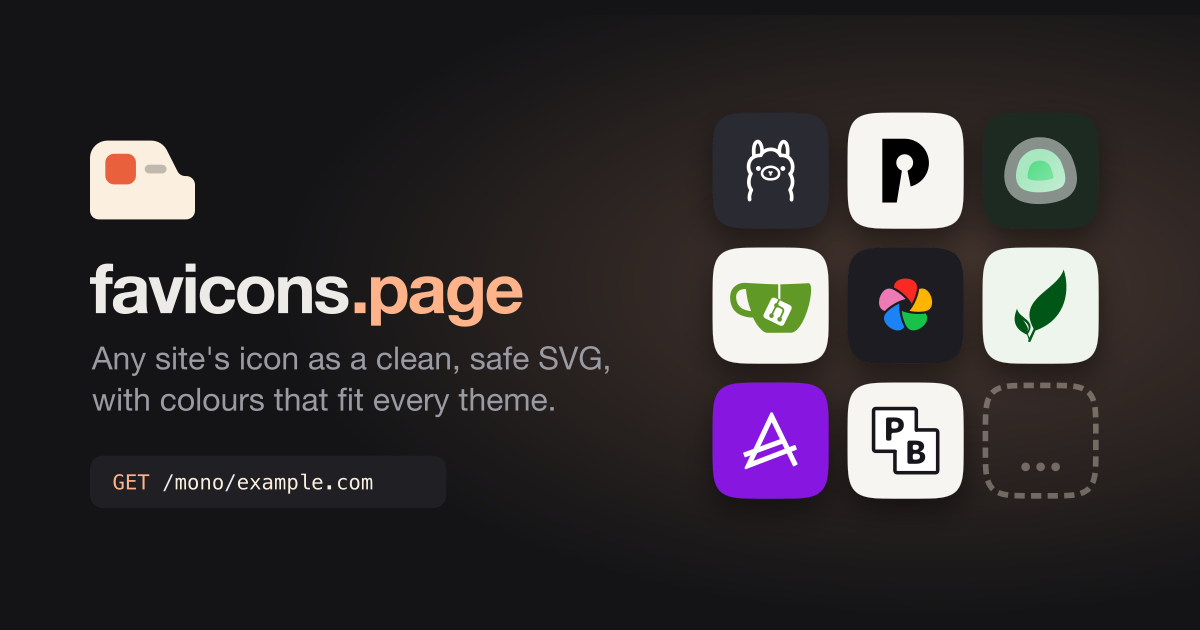 favicons.page
Any site's icon as a clean, safe SVG,
with colours that fit every theme.
GET /mono/example.com
P
P
B